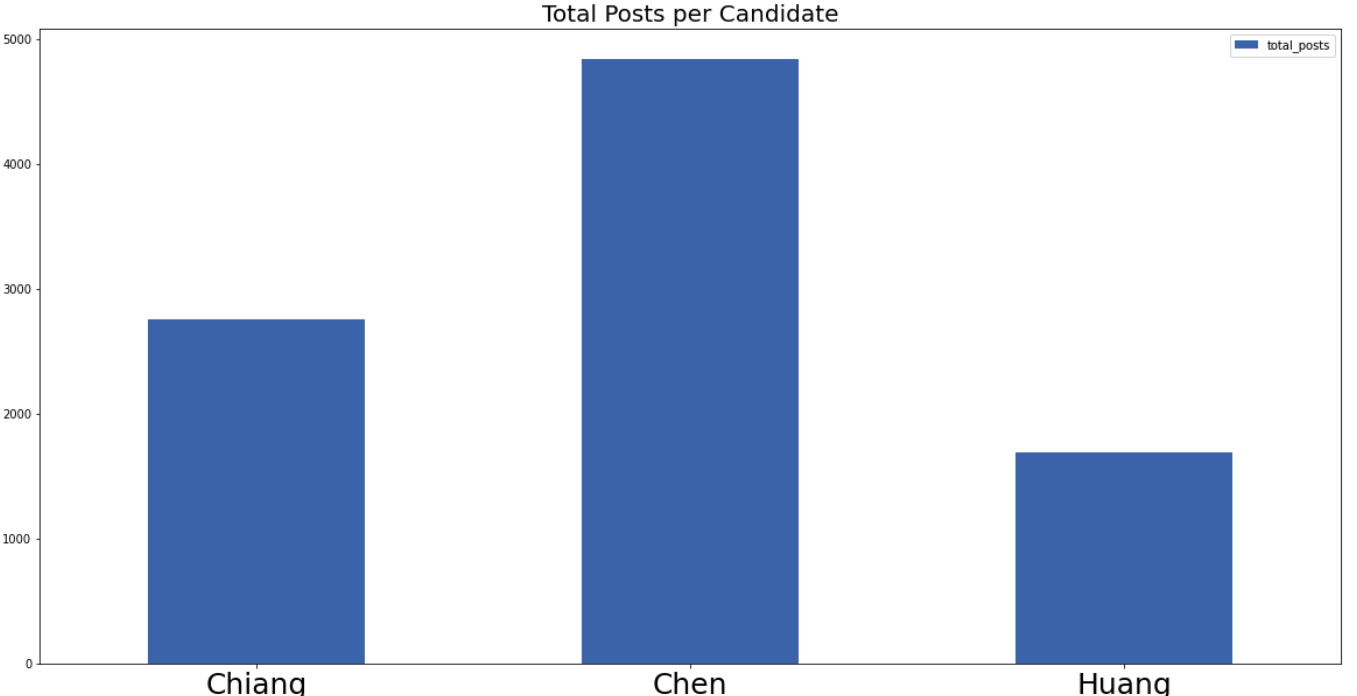 Total Posts per Candidate
total_posts
5000
4000
3000
2000
1000
0
Chiang
Chen
Huang